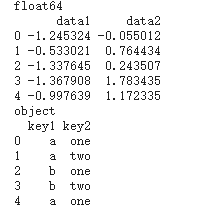 float64
      data1     data2
0 -1.245324 -0.055012
1 -0.533021  0.764434
2 -1.337645  0.243507
3 -1.367908  1.783435
4 -0.997639  1.172335
object
  key1 key2
0    a  one
1    a  two
2    b  one
3    b  two
4    a  one